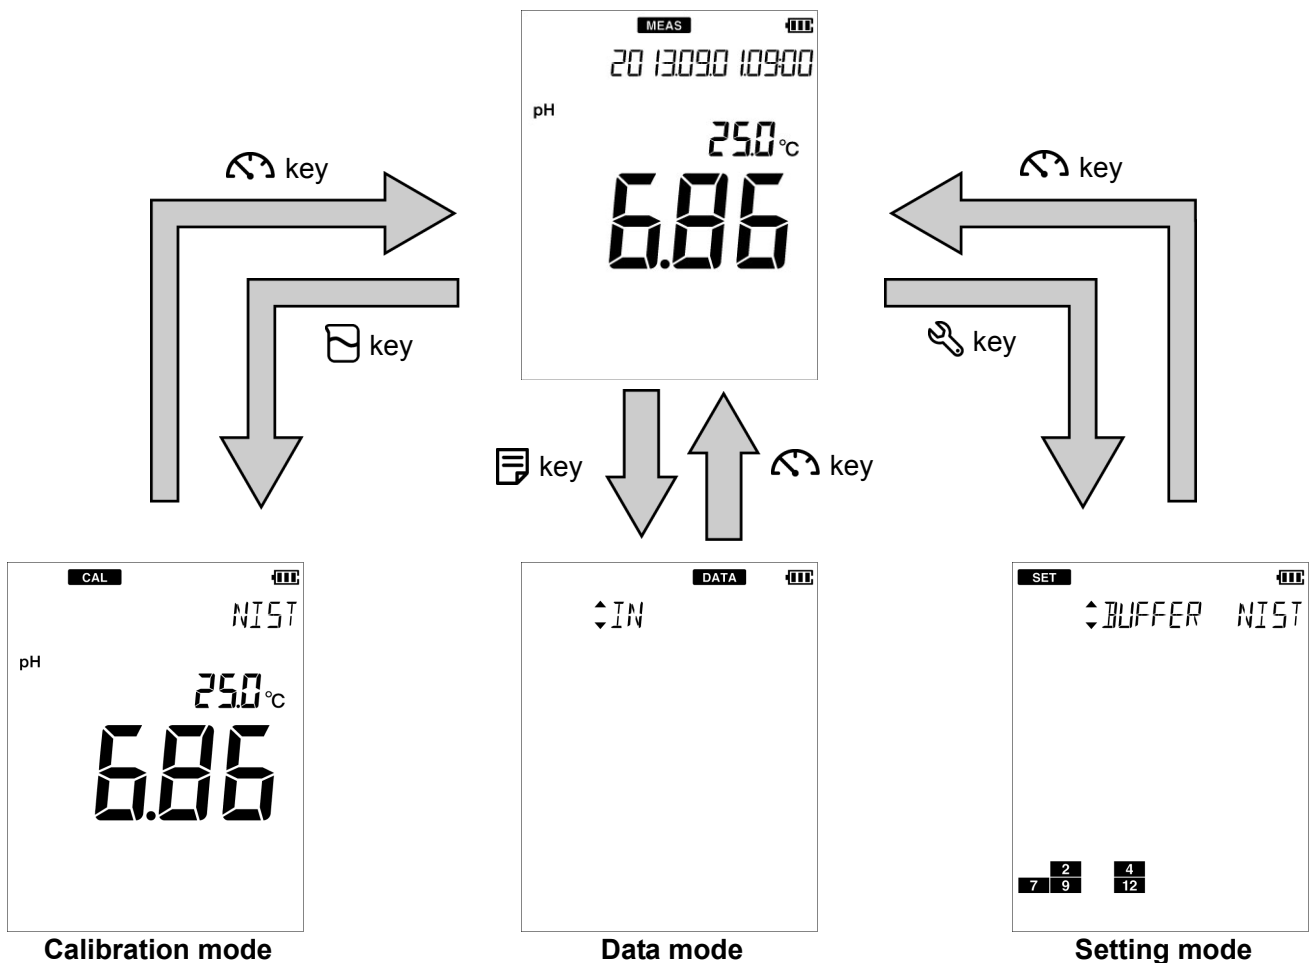 MEAS
2013.09.01.09:00
pH
25.0 °C
6.86
key
key
key
key
key
key
CAL
NIST
pH
25.0 °C
6.86
Calibration mode
DATA
IN
Data mode
SET
BUFFER NIST
2 4
7 9 12
Setting mode